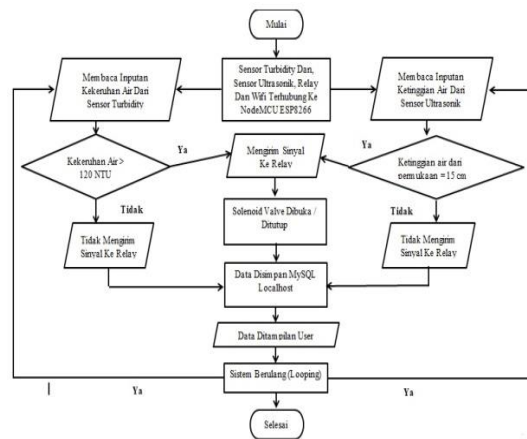 Mulai
Sensor Turbidity Dan,
Sensor Ultrasonik, Relay
Dan Wifi Terhubung Ke
NodeMCU ESP8266
Membaca Inputan
Kekeruhan Air Dari
Sensor Turbidity
Membaca Inputan
Ketinggian Air Dari
Sensor Ultrasonik
Ya
Ya
Kekeruhan Air >
120 NTU
Mengirim Sinyal
Ke Relay
Ketinggian air dari
permukaan = 15 cm
Tidak
Tidak
Tidak Mengirim
Sinyal Ke Relay
Solenoid Valve Dibuka /
Ditutup
Tidak Mengirim
Sinyal Ke Relay
Data Disimpan MySQL
Localhost
Data Ditampilan User
Sistem Berulang (Looping)
Ya
Ya
Selesai